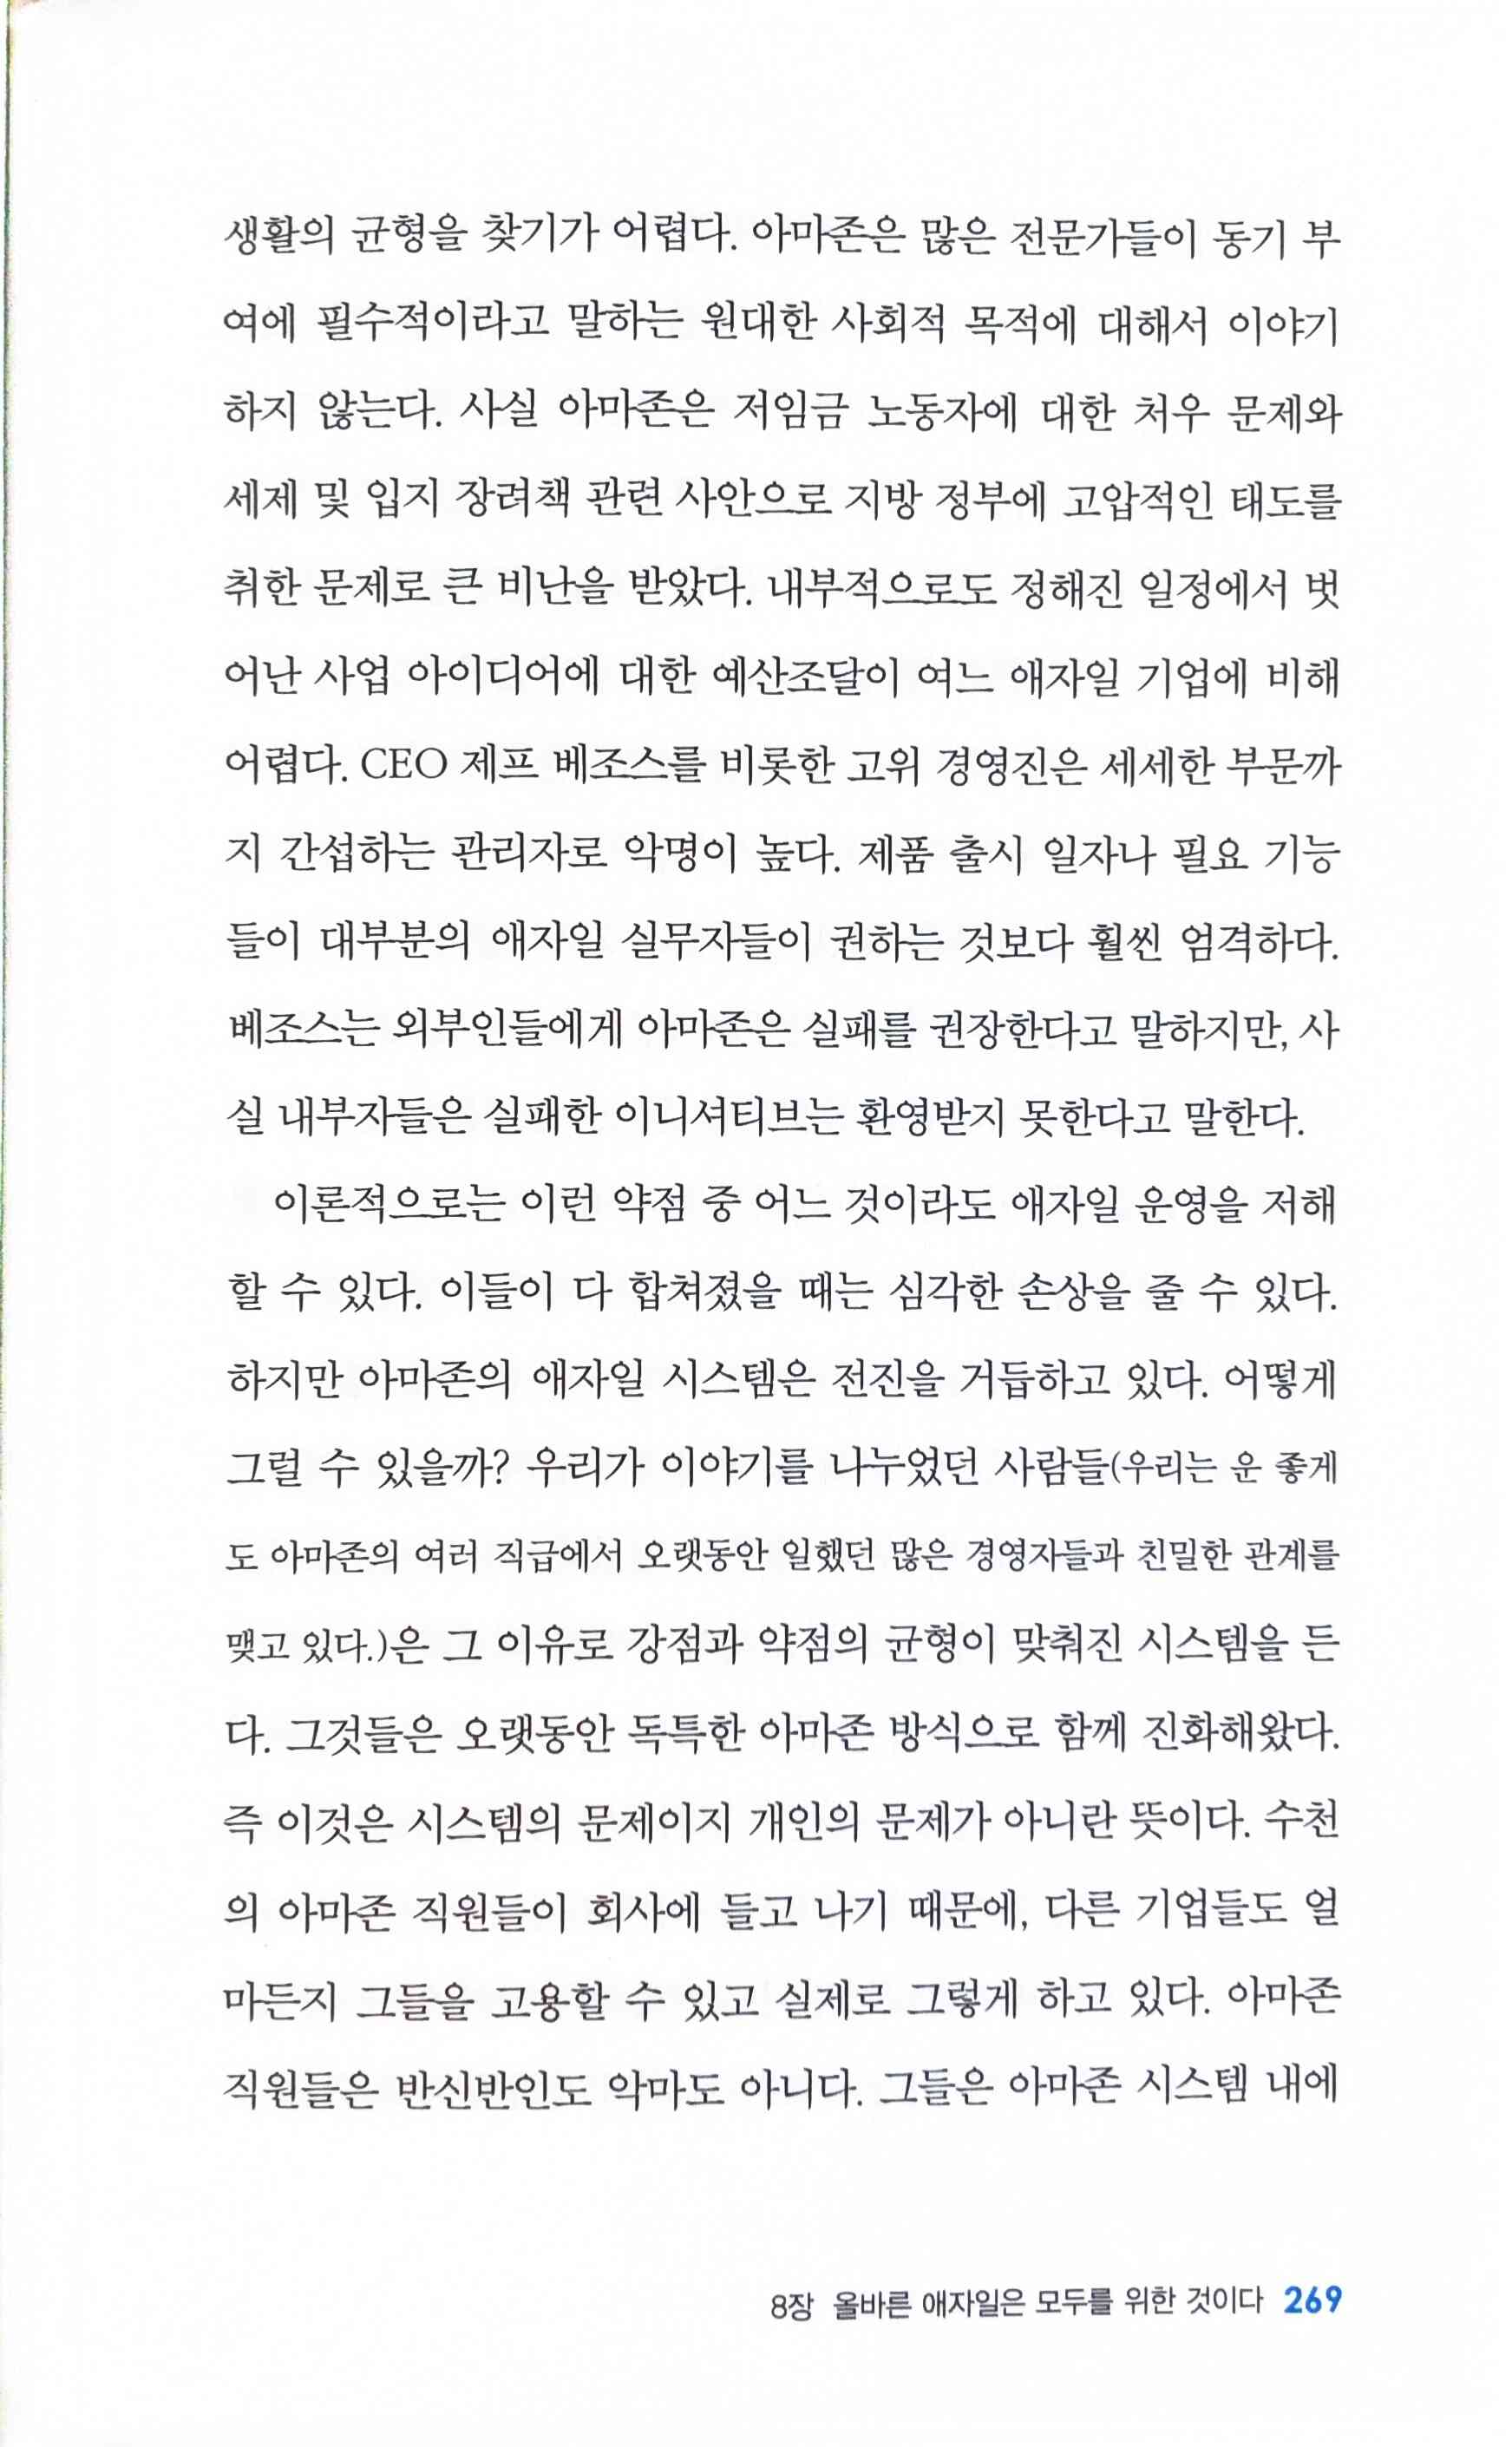 생활의 균형을 찾기가 어렵다. 아마존은 많은 전문가들이 동기 부
여에 필수적이라고 말하는 원대한 사회적 목적에 대해서 이야기
하지 않는다. 사실 아마존은 저임금 노동자에 대한 처우 문제와
세제 및 입지 장려책 관련 사안으로 지방 정부에 고압적인 태도를
취한 문제로 큰 비난을 받았다. 내부적으로도 정해진 일정에서 벗
어난 사업 아이디어에 대한 예산조달이 여느 애자일 기업에 비해
어렵다. CEO 제프 베조스를 비롯한 고위 경영진은 세세한 부문까
지 간섭하는 관리자로 악명이 높다. 제품 출시 일자나 필요 기능
들이 대부분의 애자일 실무자들이 권하는 것보다 훨씬 엄격하다.
베조스는 외부인들에게 아마존은 실패를 권장한다고 말하지만, 사
실 내부자들은 실패한 이니셔티브는 환영받지 못한다고 말한다.
이론적으로는 이런 약점 중 어느 것이라도 애자일 운영을 저해
할 수 있다. 이들이 다 합쳐졌을 때는 심각한 손상을 줄 수 있다.
하지만 아마존의 애자일 시스템은 전진을 거듭하고 있다. 어떻게
그럴 수 있을까? 우리가 이야기를 나누었던 사람들(우리는 운 좋게
도 아마존의 여러 직급에서 오랫동안 일했던 많은 경영자들과 친밀한 관계를
맺고 있다.)은 그 이유로 강점과 약점의 균형이 맞춰진 시스템을 든
다. 그것들은 오랫동안 독특한 아마존 방식으로 함께 진화해왔다.
즉 이것은 시스템의 문제이지 개인의 문제가 아니란 뜻이다. 수천
의 아마존 직원들이 회사에 들고 나기 때문에, 다른 기업들도 얼
마든지 그들을 고용할 수 있고 실제로 그렇게 하고 있다. 아마존
직원들은 반신반인도 악마도 아니다. 그들은 아마존 시스템 내에
8장 올바른 애자일은 모두를 위한 것이다 269